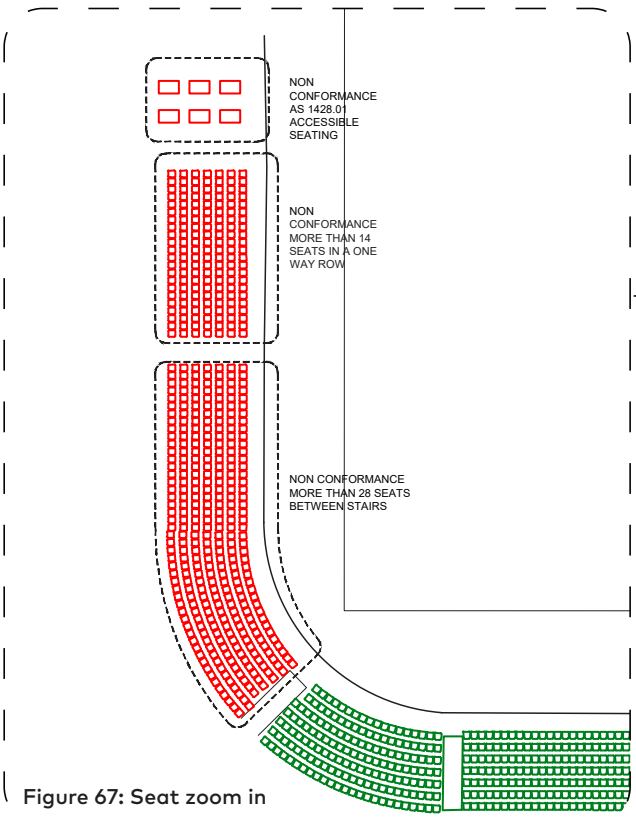 NON
CONFORMANCE
AS 1428.01
ACCESSIBLE
SEATING
NON
CONFORMANCE
MORE THAN 14
SEATS IN A ONE
WAY ROW
NON CONFORMANCE
MORE THAN 28 SEATS
BETWEEN STAIRS
Figure 67: Seat zoom in